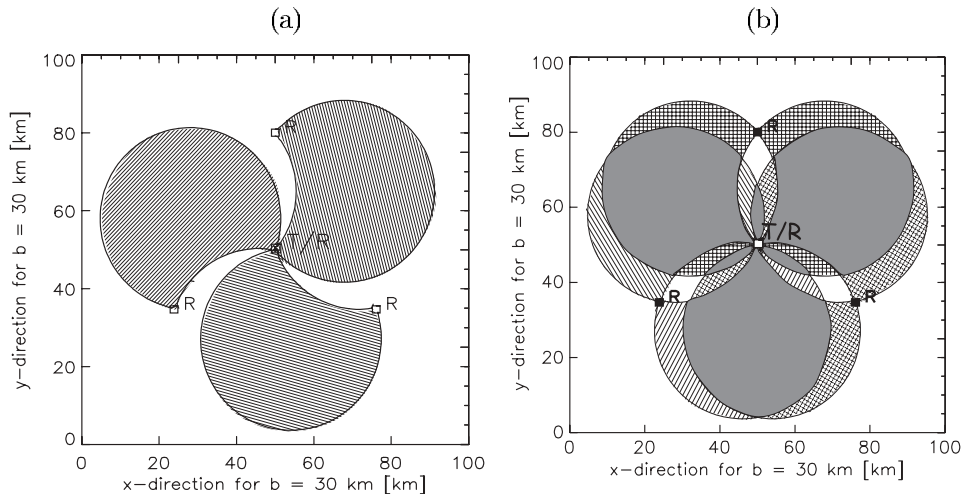 (a)
100
80
60
40
20
0
y-direction for b = 30 km [km]
R
T/R
R
R
0 20 40 60 80 100
x-direction for b = 30 km [km]
(b)
100
80
60
40
20
0
y-direction for b = 30 km [km]
R
T/R
R
R
0 20 40 60 80 100
x-direction for b = 30 km [km]